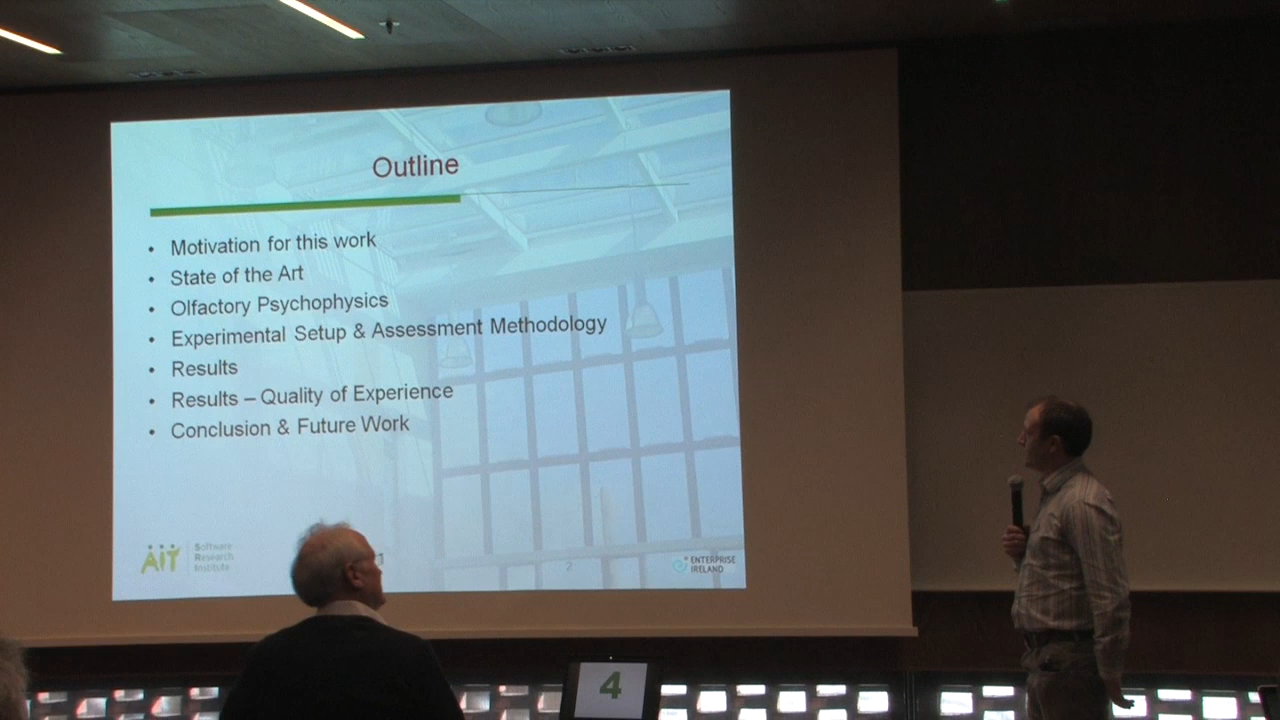 Outline
• Motivation for this work
• State of the Art
• Olfactory Psychophysics
• Experimental Setup & Assessment Methodology
• Results
• Results – Quality of Experience
• Conclusion & Future Work
AIT
Software
Research
Institute
2
ENTERPRISE
IRELAND
4